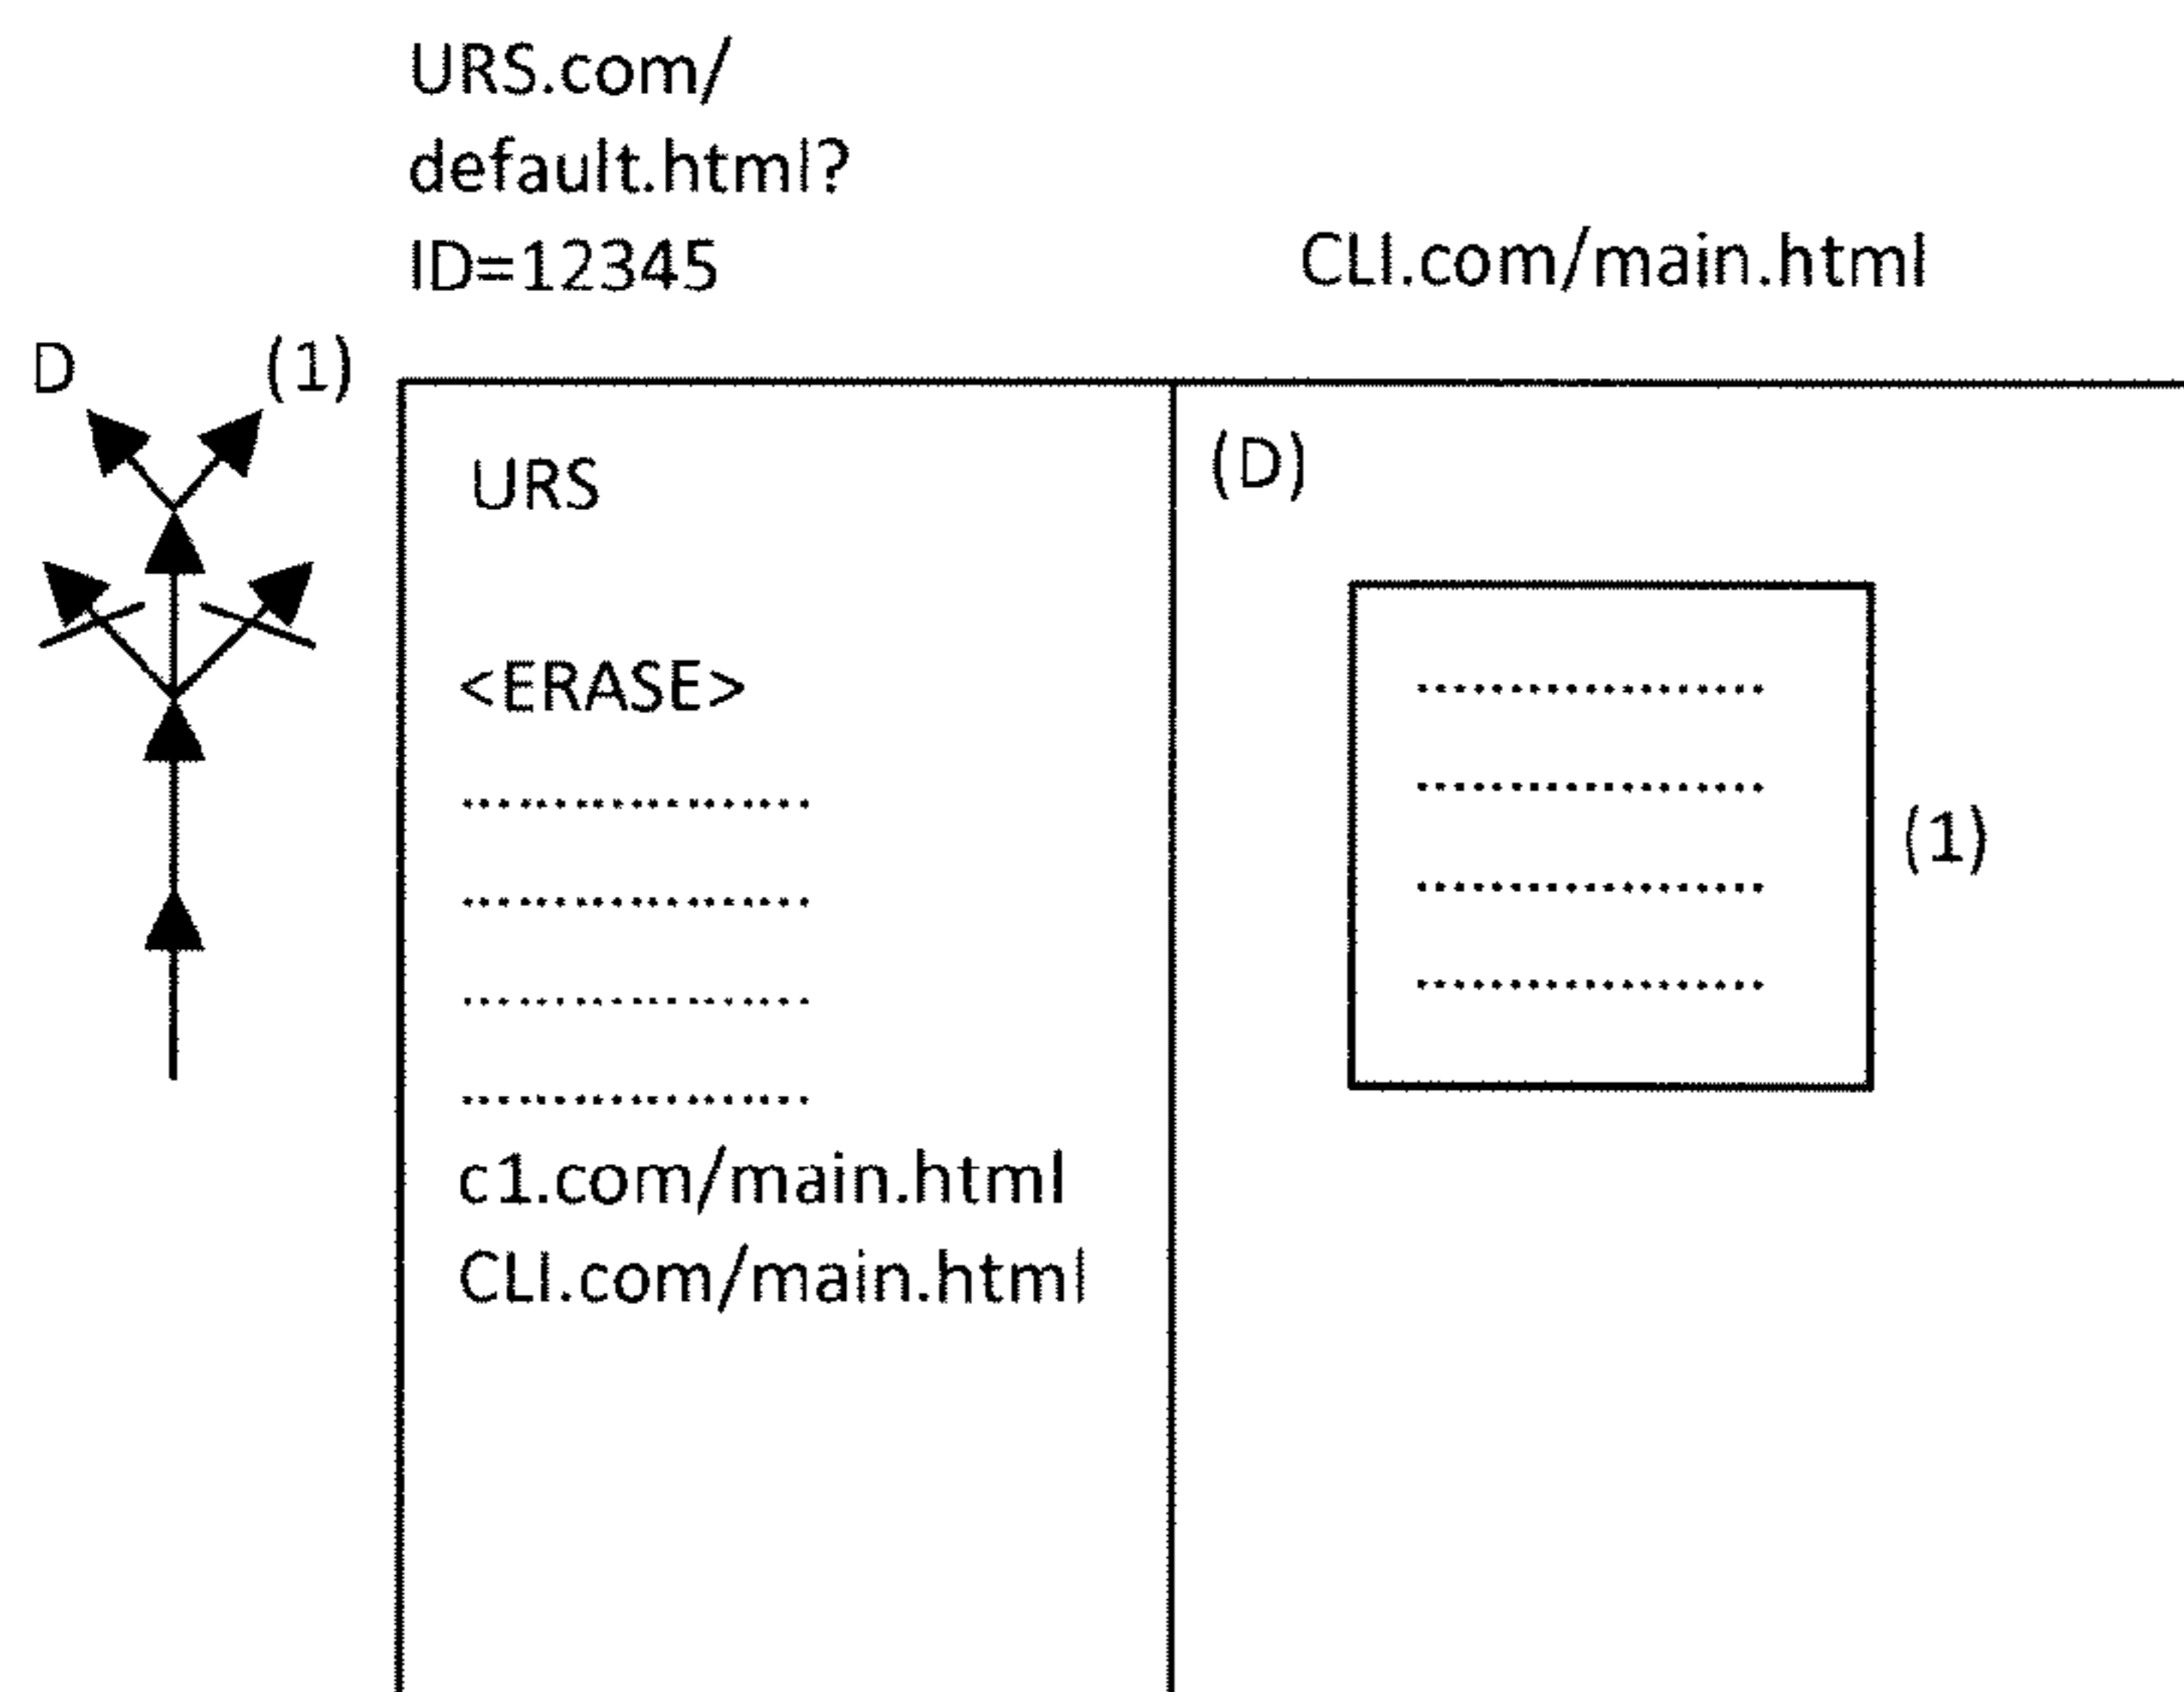 URS.com/
default.html?
ID=12345
CLI.com/main.html
D (1)
URS
(D)
<ERASE>
(1)
c1.com/main.html
CLI.com/main.html